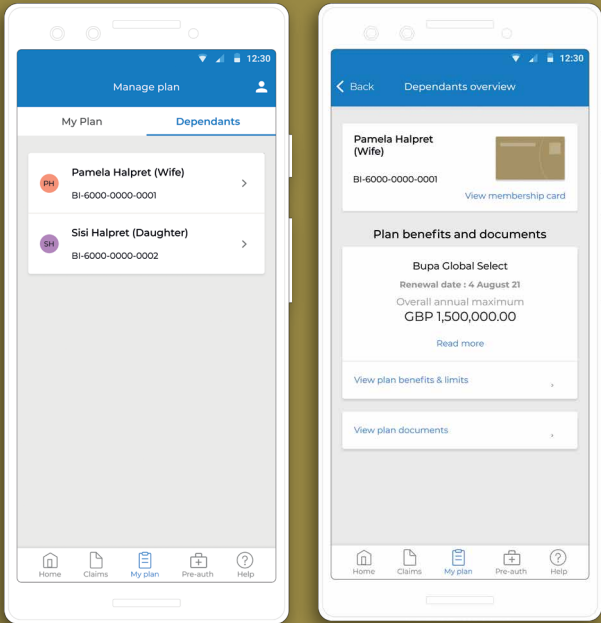 12:30
Manage plan
My Plan
Dependants
PH
Pamela Halpret (Wife)
BI-6000-0000-0001
SH
Sisi Halpret (Daughter)
BI-6000-0000-0002
Home
Claims
My plan
Pre-auth
Help
12:30
Back
Dependants overview
Pamela Halpret
(Wife)
BI-6000-0000-0001
View membership card
Plan benefits and documents
Bupa Global Select
Renewal date : 4 August 21
Overall annual maximum
GBP 1,500,000.00
Read more
View plan benefits & limits
View plan documents
Home
Claims
My plan
Pre-auth
Help